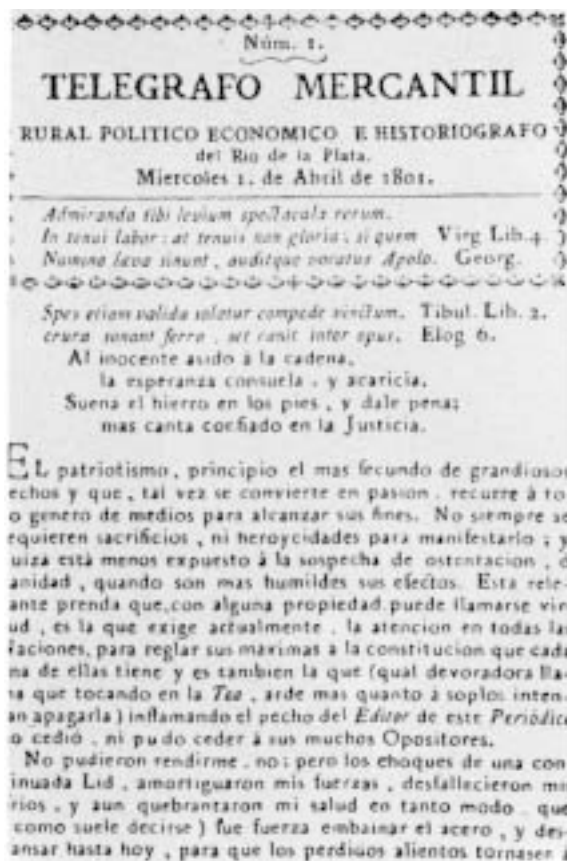 Núm. 1.
TELEGRAFO MERCANTIL
RURAL POLITICO ECONOMICO E HISTORIOGRAFO
del Rio de la Plata.
Miercoles 1. de Abril de 1801.
Admiranda tibi levium spectacula rerum.
In tenui labor: at tenuis non gloria: si quem Virg Lib. 4.
Numina læva sinunt, auditque vocatus Apolo. Georg.
Spes etiam valida solatur compede vinctum. Tibul. Lib. 2.
crura sonant ferro, set canit inter opus. Elog 6.
Al inocente asido à la cadena,
la esperanza consuela, y acaricia.
Suena el hierro en los pies, y dale pena;
mas canta confiado en la Justicia.
EL patriotismo, principio el mas fecundo de grandiosos
echos y que, tal vez se convierte en pasion, recurre à to
o genero de medios para alcanzar sus fines. No siempre se
equieren sacrificios, ni heroycidades para manifestarlo; y
uiza está menos expuesto à la sospecha de ostentacion, ó
anidad, quando son mas humildes sus efectos. Esta rele-
ante prenda que, con alguna propiedad puede llamarse vir
ud, es la que exige actualmente, la atencion en todas las
aciones, para reglar sus maximas a la constitucion que cada
na de ellas tiene y es tambien la que (qual devoradora lla-
a que tocando en la Tea, arde mas quanto à soplos inten
an apagarla) inflamando el pecho del Editor de este Periódico
o cedió, ni pudo ceder à sus muchos Opositores.
No pudieron rendirme, no; pero los choques de una con
inuada Lid, amortiguaron mis fuerzas, desfallecieron mis
rios, y aun quebrantaron mi salud en tanto modo que
como suele decirse) fue fuerza embainar el acero, y des-
ansar hasta hoy, para que los perdidos alientos tornasen à